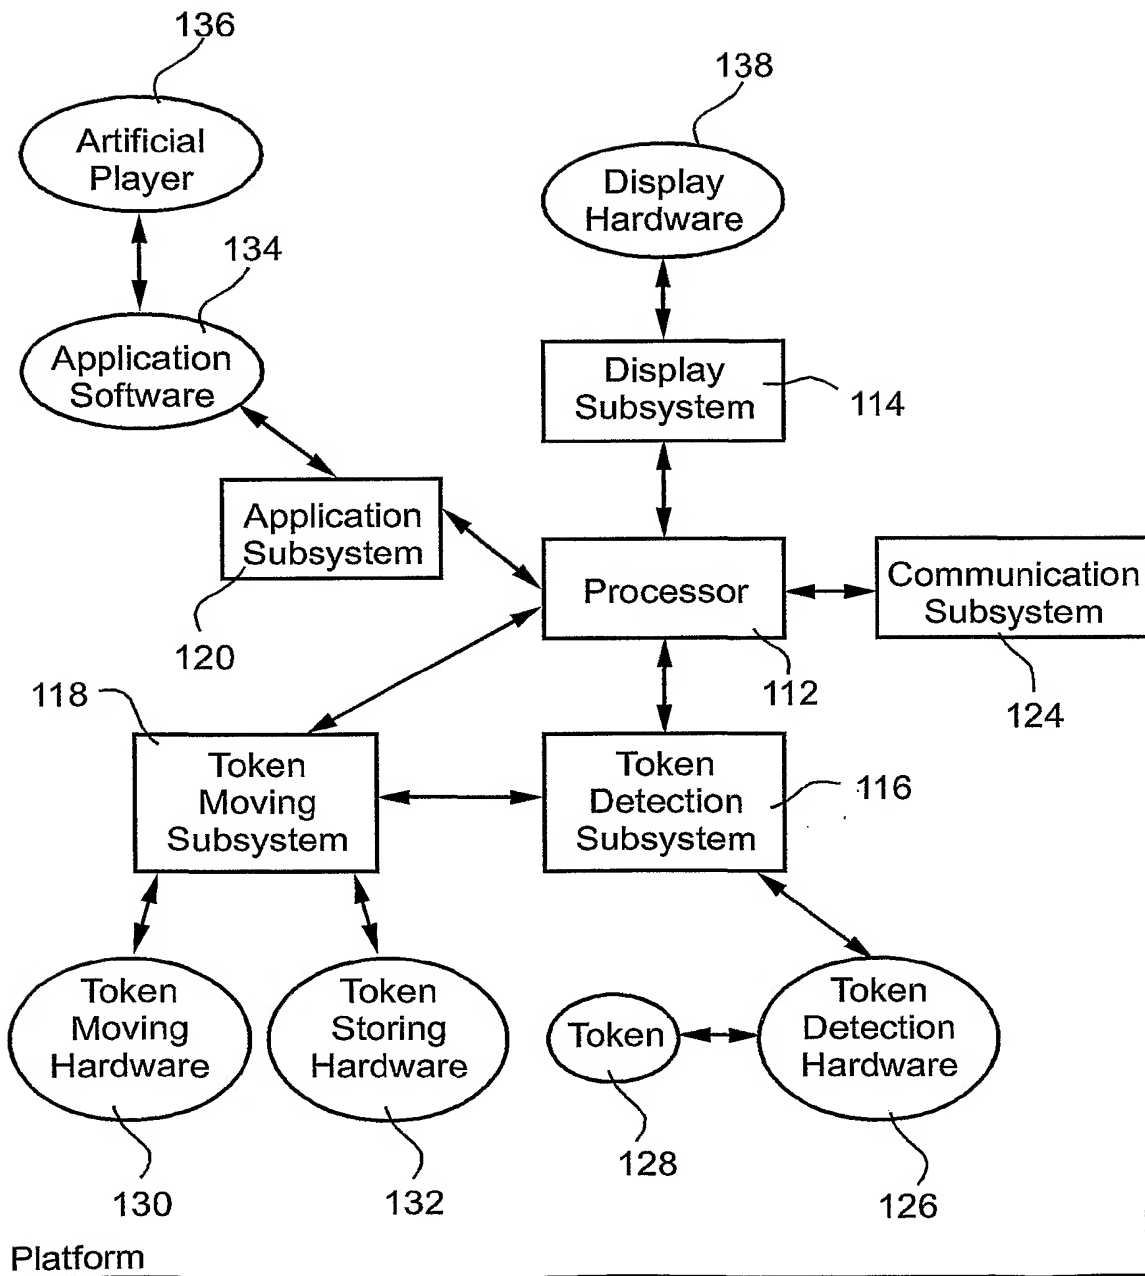 136
Artificial
Player
138
Display
Hardware
134
Application
Software
Display
Subsystem
114
Application
Subsystem
120
Processor
112
Communication
Subsystem
124
118
Token
Moving
Subsystem
Token
Detection
Subsystem
116
Token
Moving
Hardware
130
Token
Storing
Hardware
132
Token
128
Token
Detection
Hardware
126
Platform